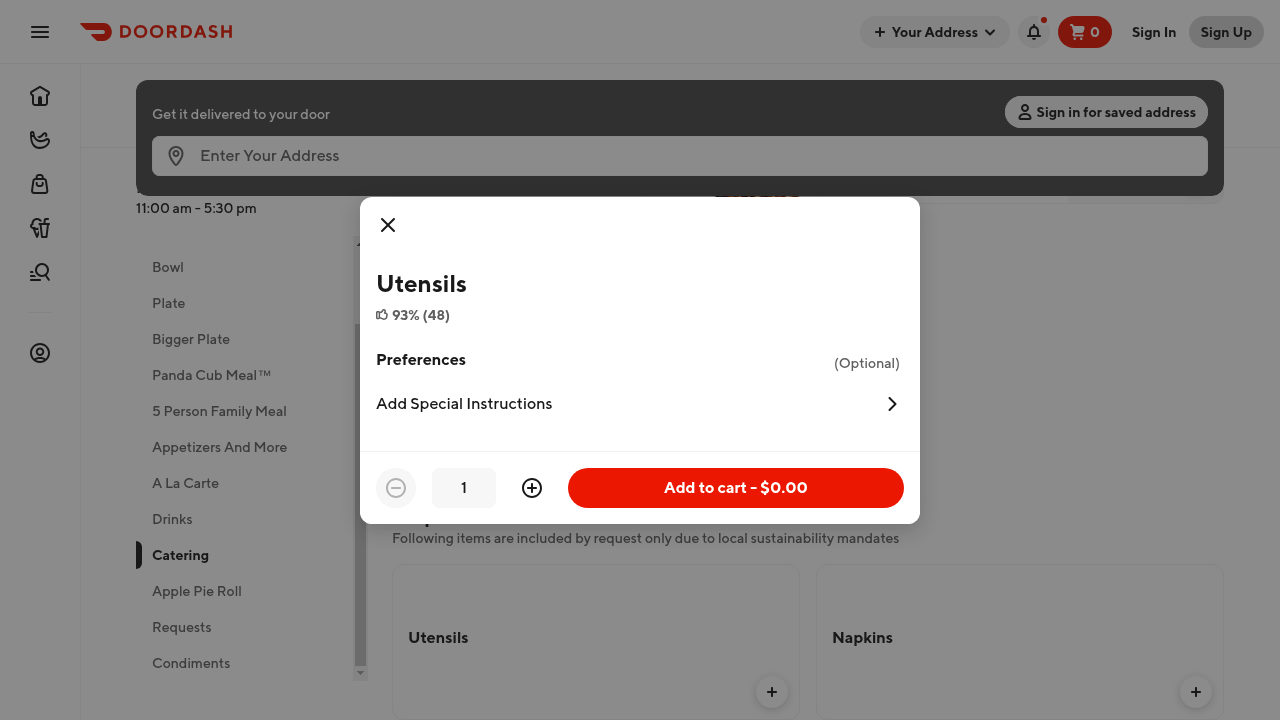 DOORDASH
Your Address
0
Sign In
Sign Up
Get it delivered to your door
Sign in for saved address
Enter Your Address
11:00 am - 5:30 pm
Bowl
Plate
Bigger Plate
Panda Cub Meal™
5 Person Family Meal
Appetizers And More
A La Carte
Drinks
Catering
Apple Pie Roll
Requests
Condiments
Utensils
93% (48)
Preferences
(Optional)
Add Special Instructions
1
Add to cart - $0.00
Following items are included by request only due to local sustainability mandates
Utensils
Napkins